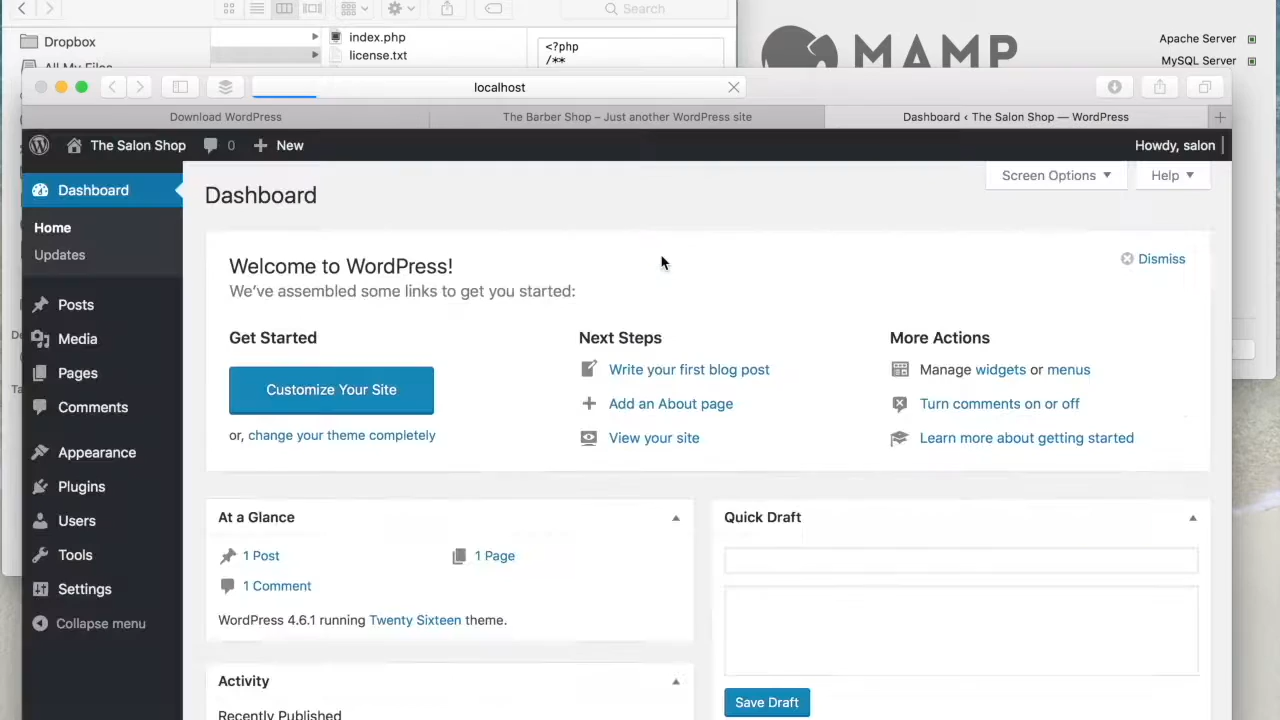 Search
Dropbox
index.php
<?php
MAMP
Apache Server
All My Files
license.txt
/**
MySQL Server
localhost
Download WordPress
The Barber Shop – Just another WordPress site
Dashboard ‹ The Salon Shop — WordPress
The Salon Shop
0
New
Howdy, salon
Dashboard
Home
Updates
Posts
Media
Pages
Comments
Appearance
Plugins
Users
Tools
Settings
Collapse menu
Dashboard
Screen Options
Help
Welcome to WordPress!
We've assembled some links to get you started:
Dismiss
Get Started
Customize Your Site
or, change your theme completely
Next Steps
Write your first blog post
Add an About page
View your site
More Actions
Manage widgets or menus
Turn comments on or off
Learn more about getting started
At a Glance
1 Post
1 Page
1 Comment
WordPress 4.6.1 running Twenty Sixteen theme.
Activity
Recently Published
Quick Draft
Save Draft